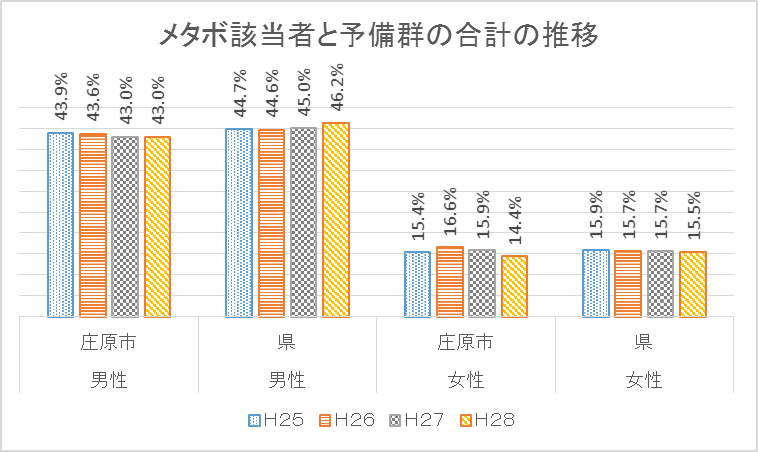 メタボ該当者と予備群の合計の推移
43.9% 43.6% 43.0% 43.0% 44.7% 44.6% 45.0% 46.2% 15.4% 16.6% 15.9% 14.4% 15.9% 15.7% 15.7% 15.5%
庄原市 県 庄原市 県
男性 男性 女性 女性
H25 H26 H27 H28